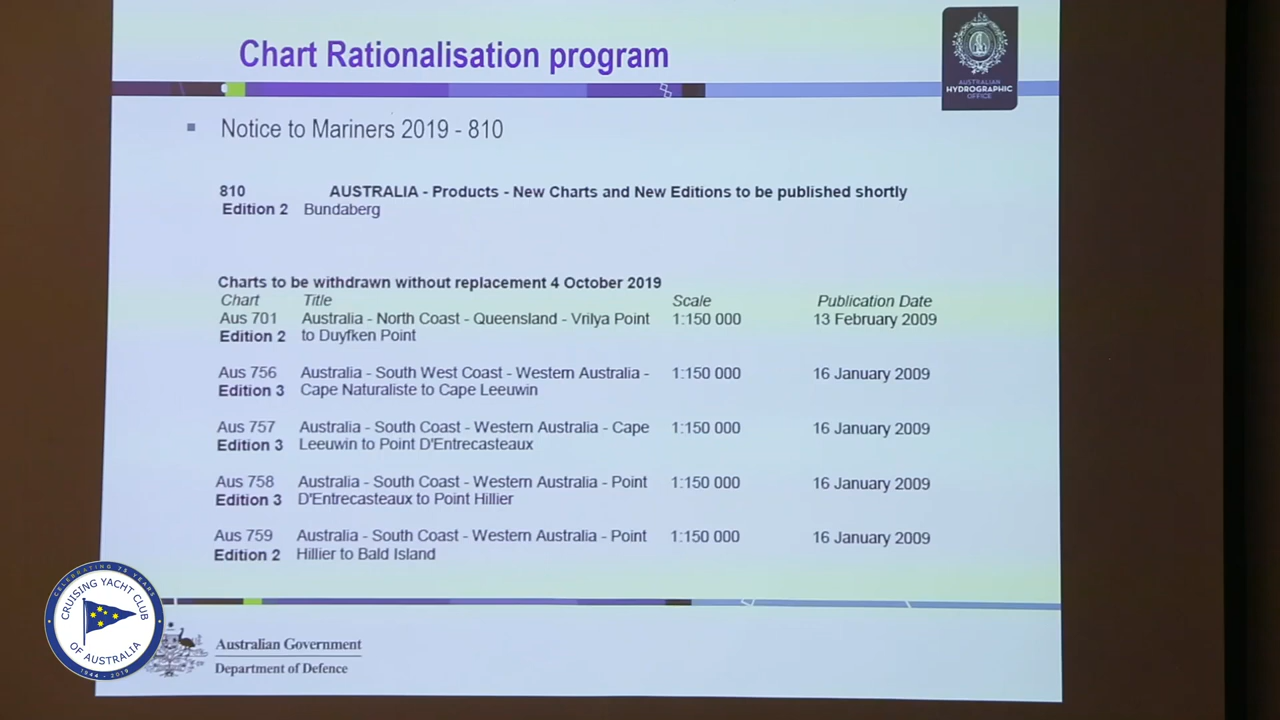 Chart Rationalisation program
AUSTRALIAN
HYDROGRAPHIC
OFFICE
Notice to Mariners 2019 - 810
810 AUSTRALIA - Products - New Charts and New Editions to be published shortly
Edition 2 Bundaberg
Charts to be withdrawn without replacement 4 October 2019
Chart Title Scale Publication Date
Aus 701 Australia - North Coast - Queensland - Vrilya Point 1:150 000 13 February 2009
Edition 2 to Duyfken Point
Aus 756 Australia - South West Coast - Western Australia - 1:150 000 16 January 2009
Edition 3 Cape Naturaliste to Cape Leeuwin
Aus 757 Australia - South Coast - Western Australia - Cape 1:150 000 16 January 2009
Edition 3 Leeuwin to Point D'Entrecasteaux
Aus 758 Australia - South Coast - Western Australia - Point 1:150 000 16 January 2009
Edition 3 D'Entrecasteaux to Point Hillier
Aus 759 Australia - South Coast - Western Australia - Point 1:150 000 16 January 2009
Edition 2 Hillier to Bald Island
CELEBRATING 75 YEARS
CRUISING YACHT CLUB
OF AUSTRALIA
1944 - 2019
Australian Government
Department of Defence